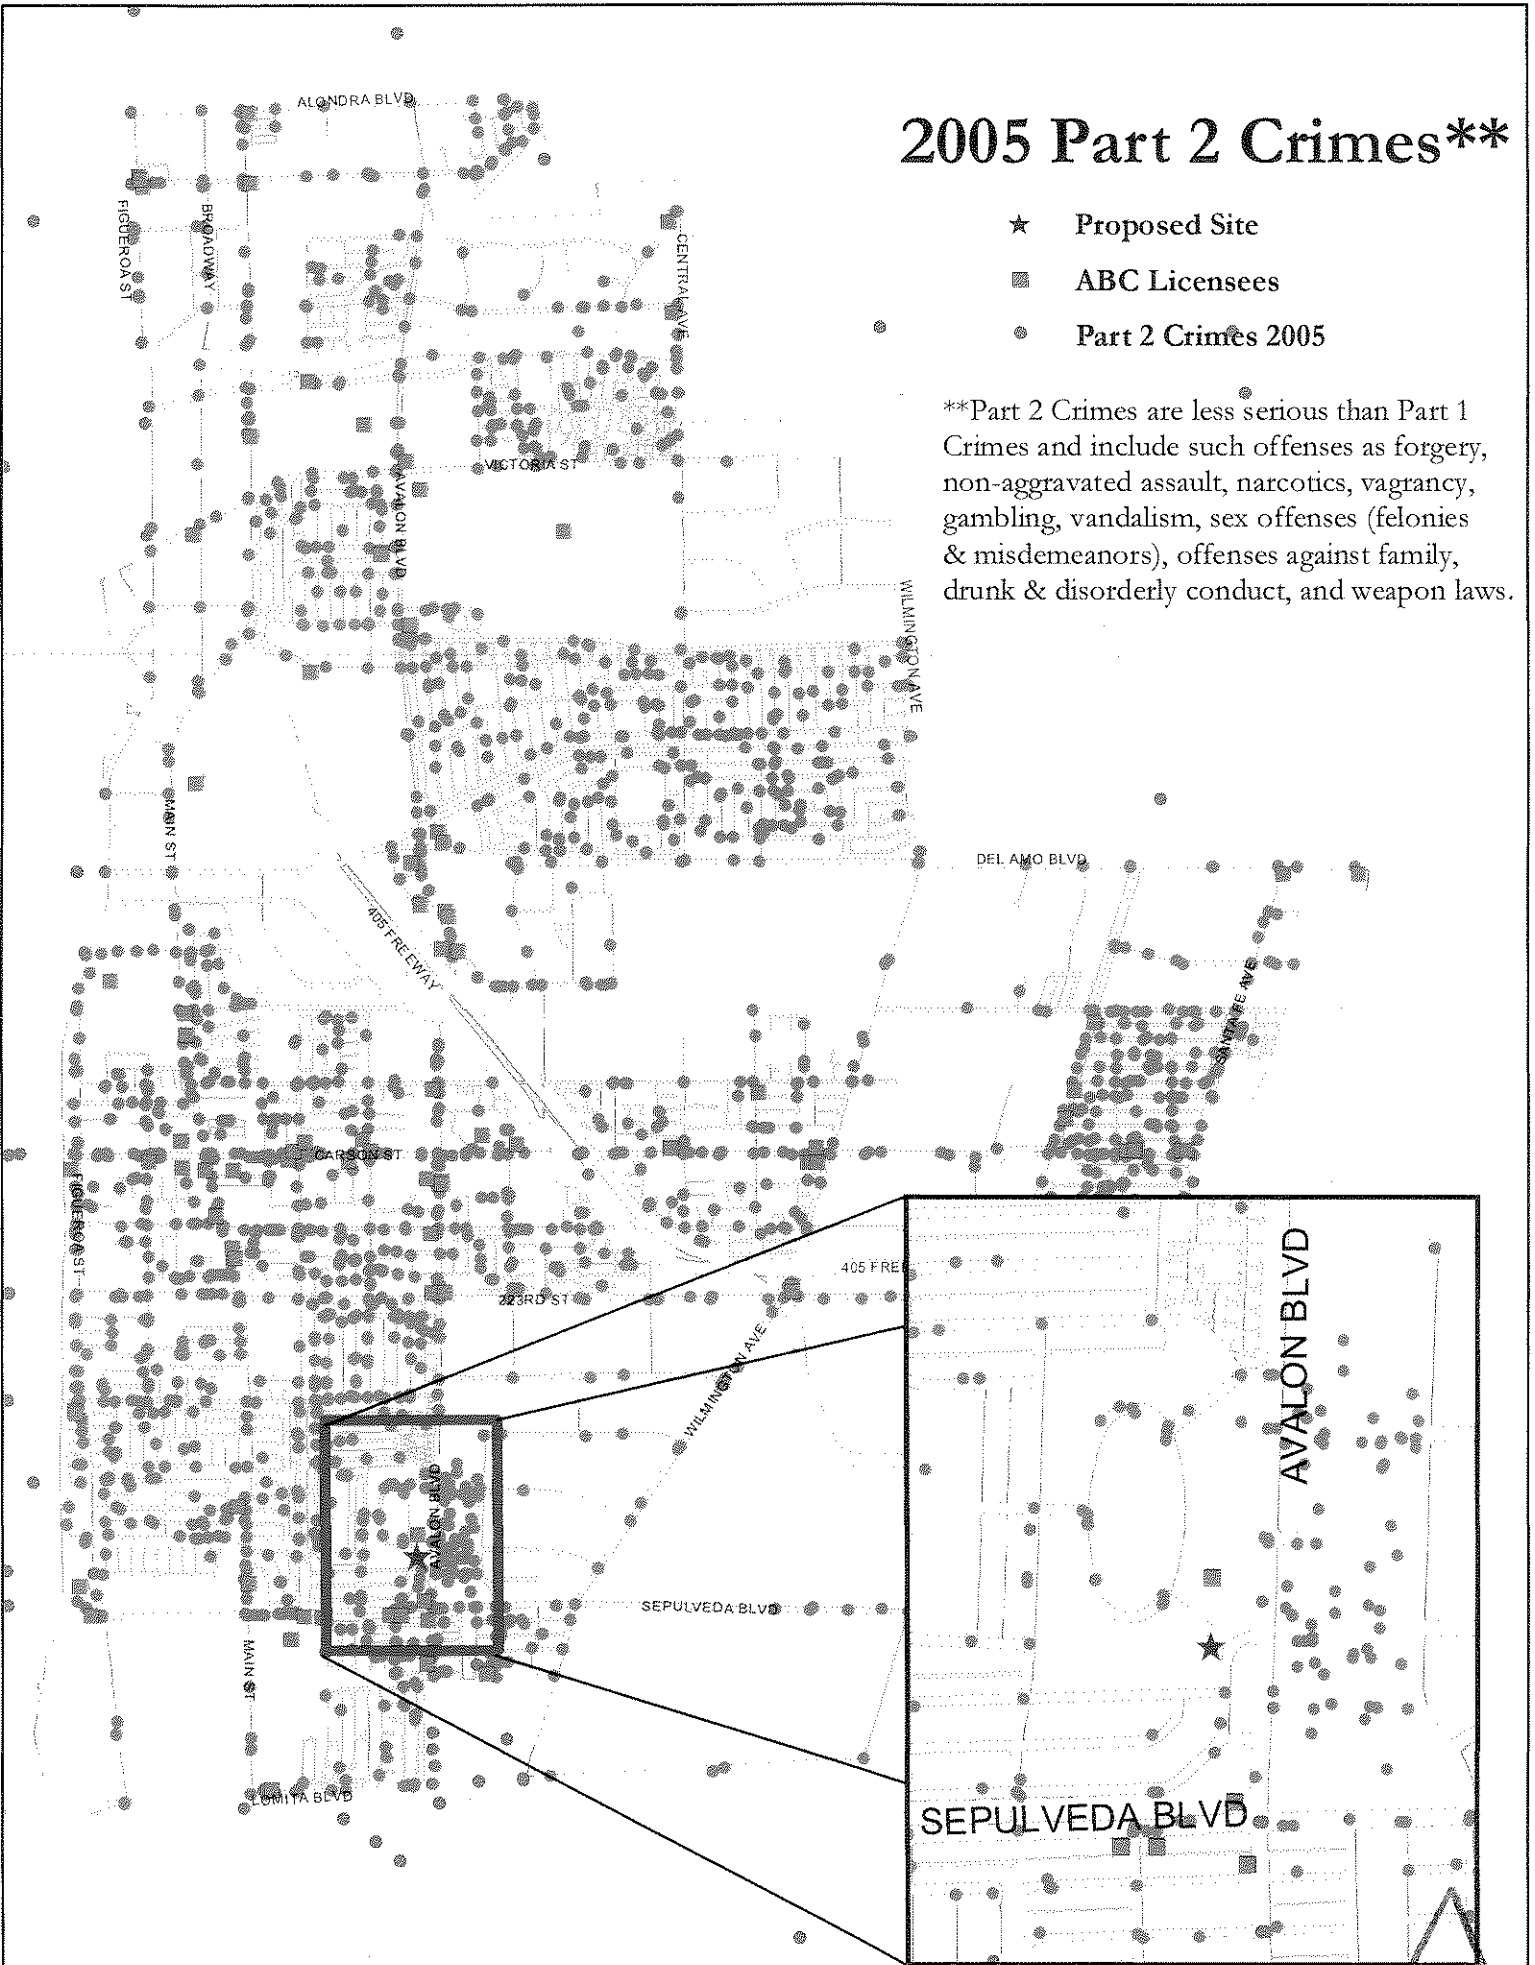 2005 Part 2 Crimes**
Proposed Site
ABC Licensees
Part 2 Crimes 2005
**Part 2 Crimes are less serious than Part 1
Crimes and include such offenses as forgery,
non-aggravated assault, narcotics, vagrancy,
gambling, vandalism, sex offenses (felonies
& misdemeanors), offenses against family,
drunk & disorderly conduct, and weapon laws.
ALONDRA BLVD
FIGUEROA ST
BROADWAY
CENTRAL AVE
VICTORIA ST
AVALON BLVD
WILMINGTON AVE
MAIN ST
DEL AMO BLVD
405 FREEWAY
SANTA FE AVE
CARSON ST
FIGUEROA ST
405 FREE
223RD ST
WILMINGTON AVE
AVALON BLVD
SEPULVEDA BLVD
MAIN ST
LOMITA BLVD
AVALON BLVD
SEPULVEDA BLVD